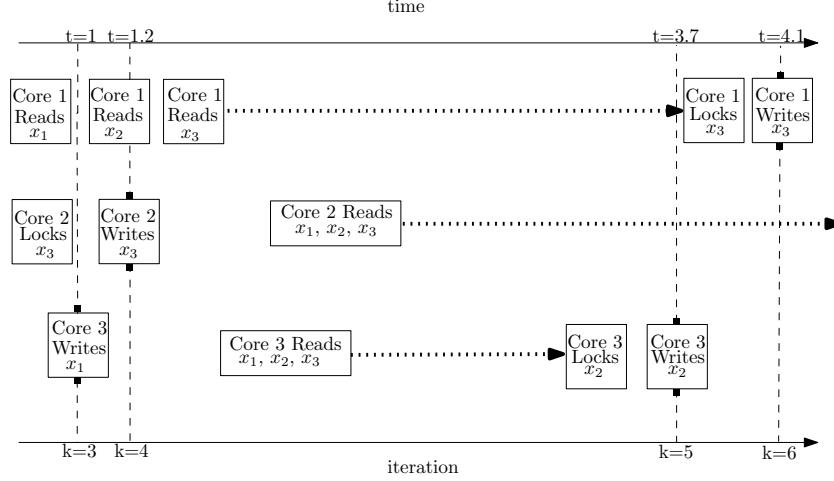 time
t=1 t=1.2 t=3.7 t=4.1
Core 1
Reads
x₁
Core 1
Reads
x₂
Core 1
Reads
x₃
Core 1
Locks
x₃
Core 1
Writes
x₃
Core 2
Locks
x₃
Core 2
Writes
x₃
Core 2 Reads
x₁, x₂, x₃
Core 3
Writes
x₁
Core 3 Reads
x₁, x₂, x₃
Core 3
Locks
x₂
Core 3
Writes
x₂
k=3 k=4 k=5 k=6
iteration